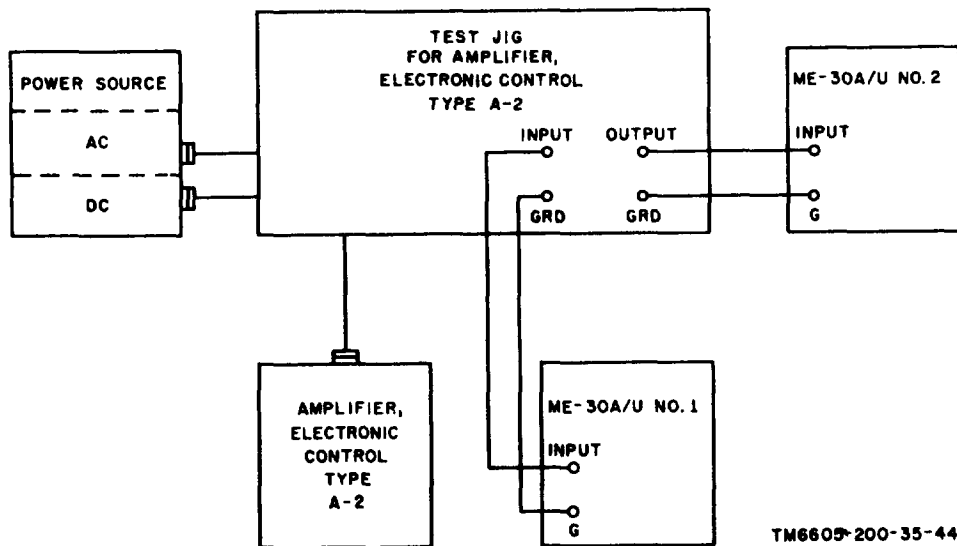 POWER SOURCE
AC
DC
TEST JIG
FOR AMPLIFIER,
ELECTRONIC CONTROL
TYPE A-2
INPUT
OUTPUT
GRD
GRD
ME-30A/U NO. 2
INPUT
G
AMPLIFIER,
ELECTRONIC
CONTROL
TYPE
A-2
ME-30A/U NO. 1
INPUT
G
TM6605-200-35-44